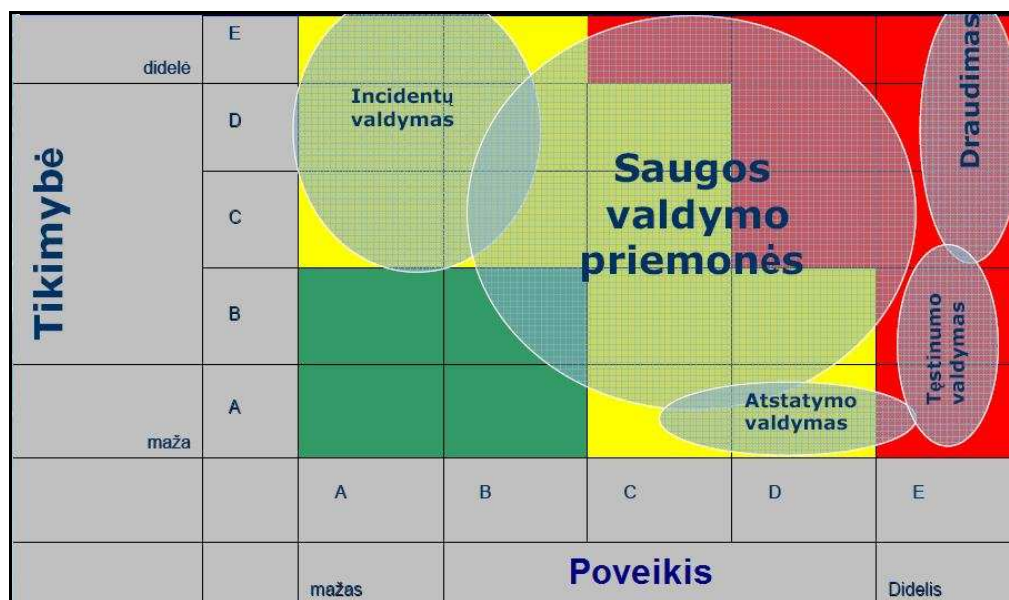 E
didelė
Draudimas
Incidentų
valdymas
D
Tikimybė
Saugos
valdymo
priemonės
C
B
Tęstinumo
valdymas
A
Atstatymo
valdymas
maža
A
B
C
D
E
mažas
Poveikis
Didelis